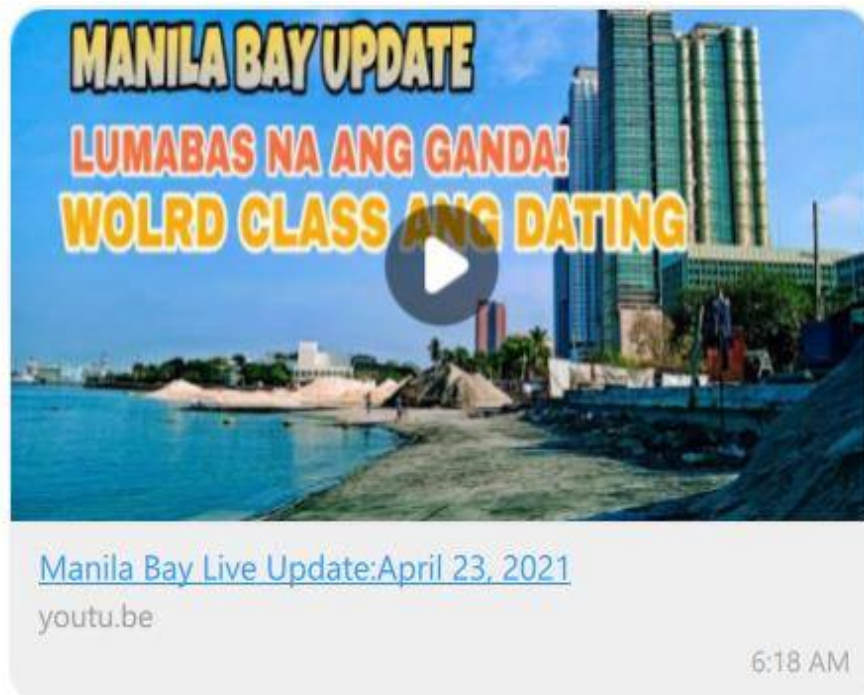 MANILA BAY UPDATE
LUMABAS NA ANG GANDA!
WOLRD CLASS ANG DATING
Manila Bay Live Update:April 23, 2021
youtu.be
6:18 AM